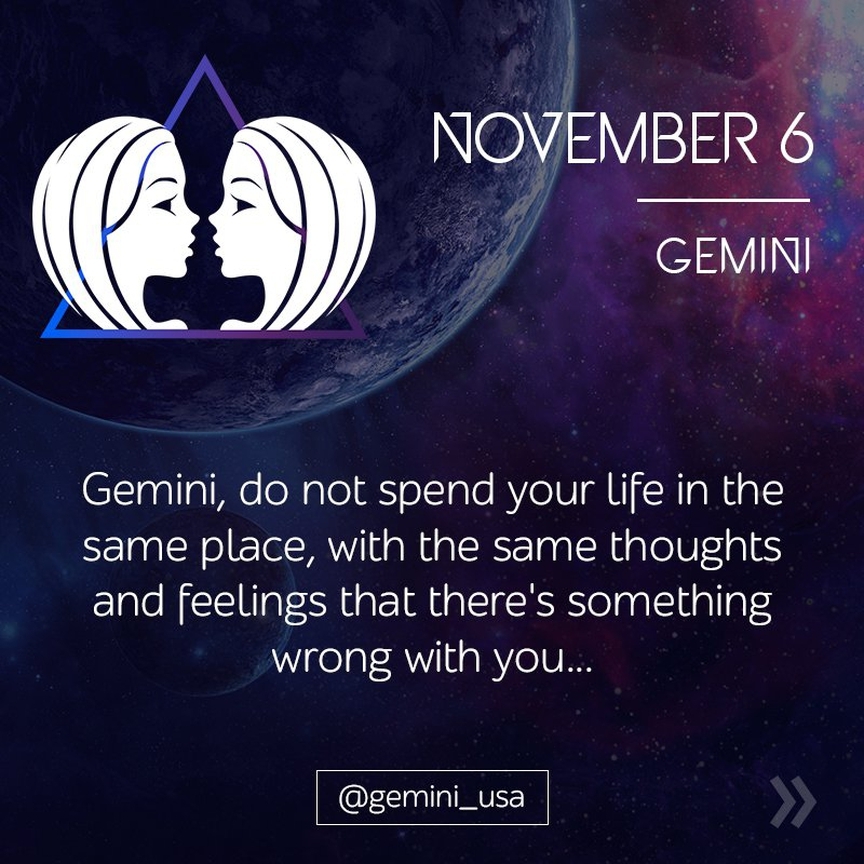 NOVEMBER 6
GEMINI
Gemini, do not spend your life in the
same place, with the same thoughts
and feelings that there's something
wrong with you...
@gemini_usa